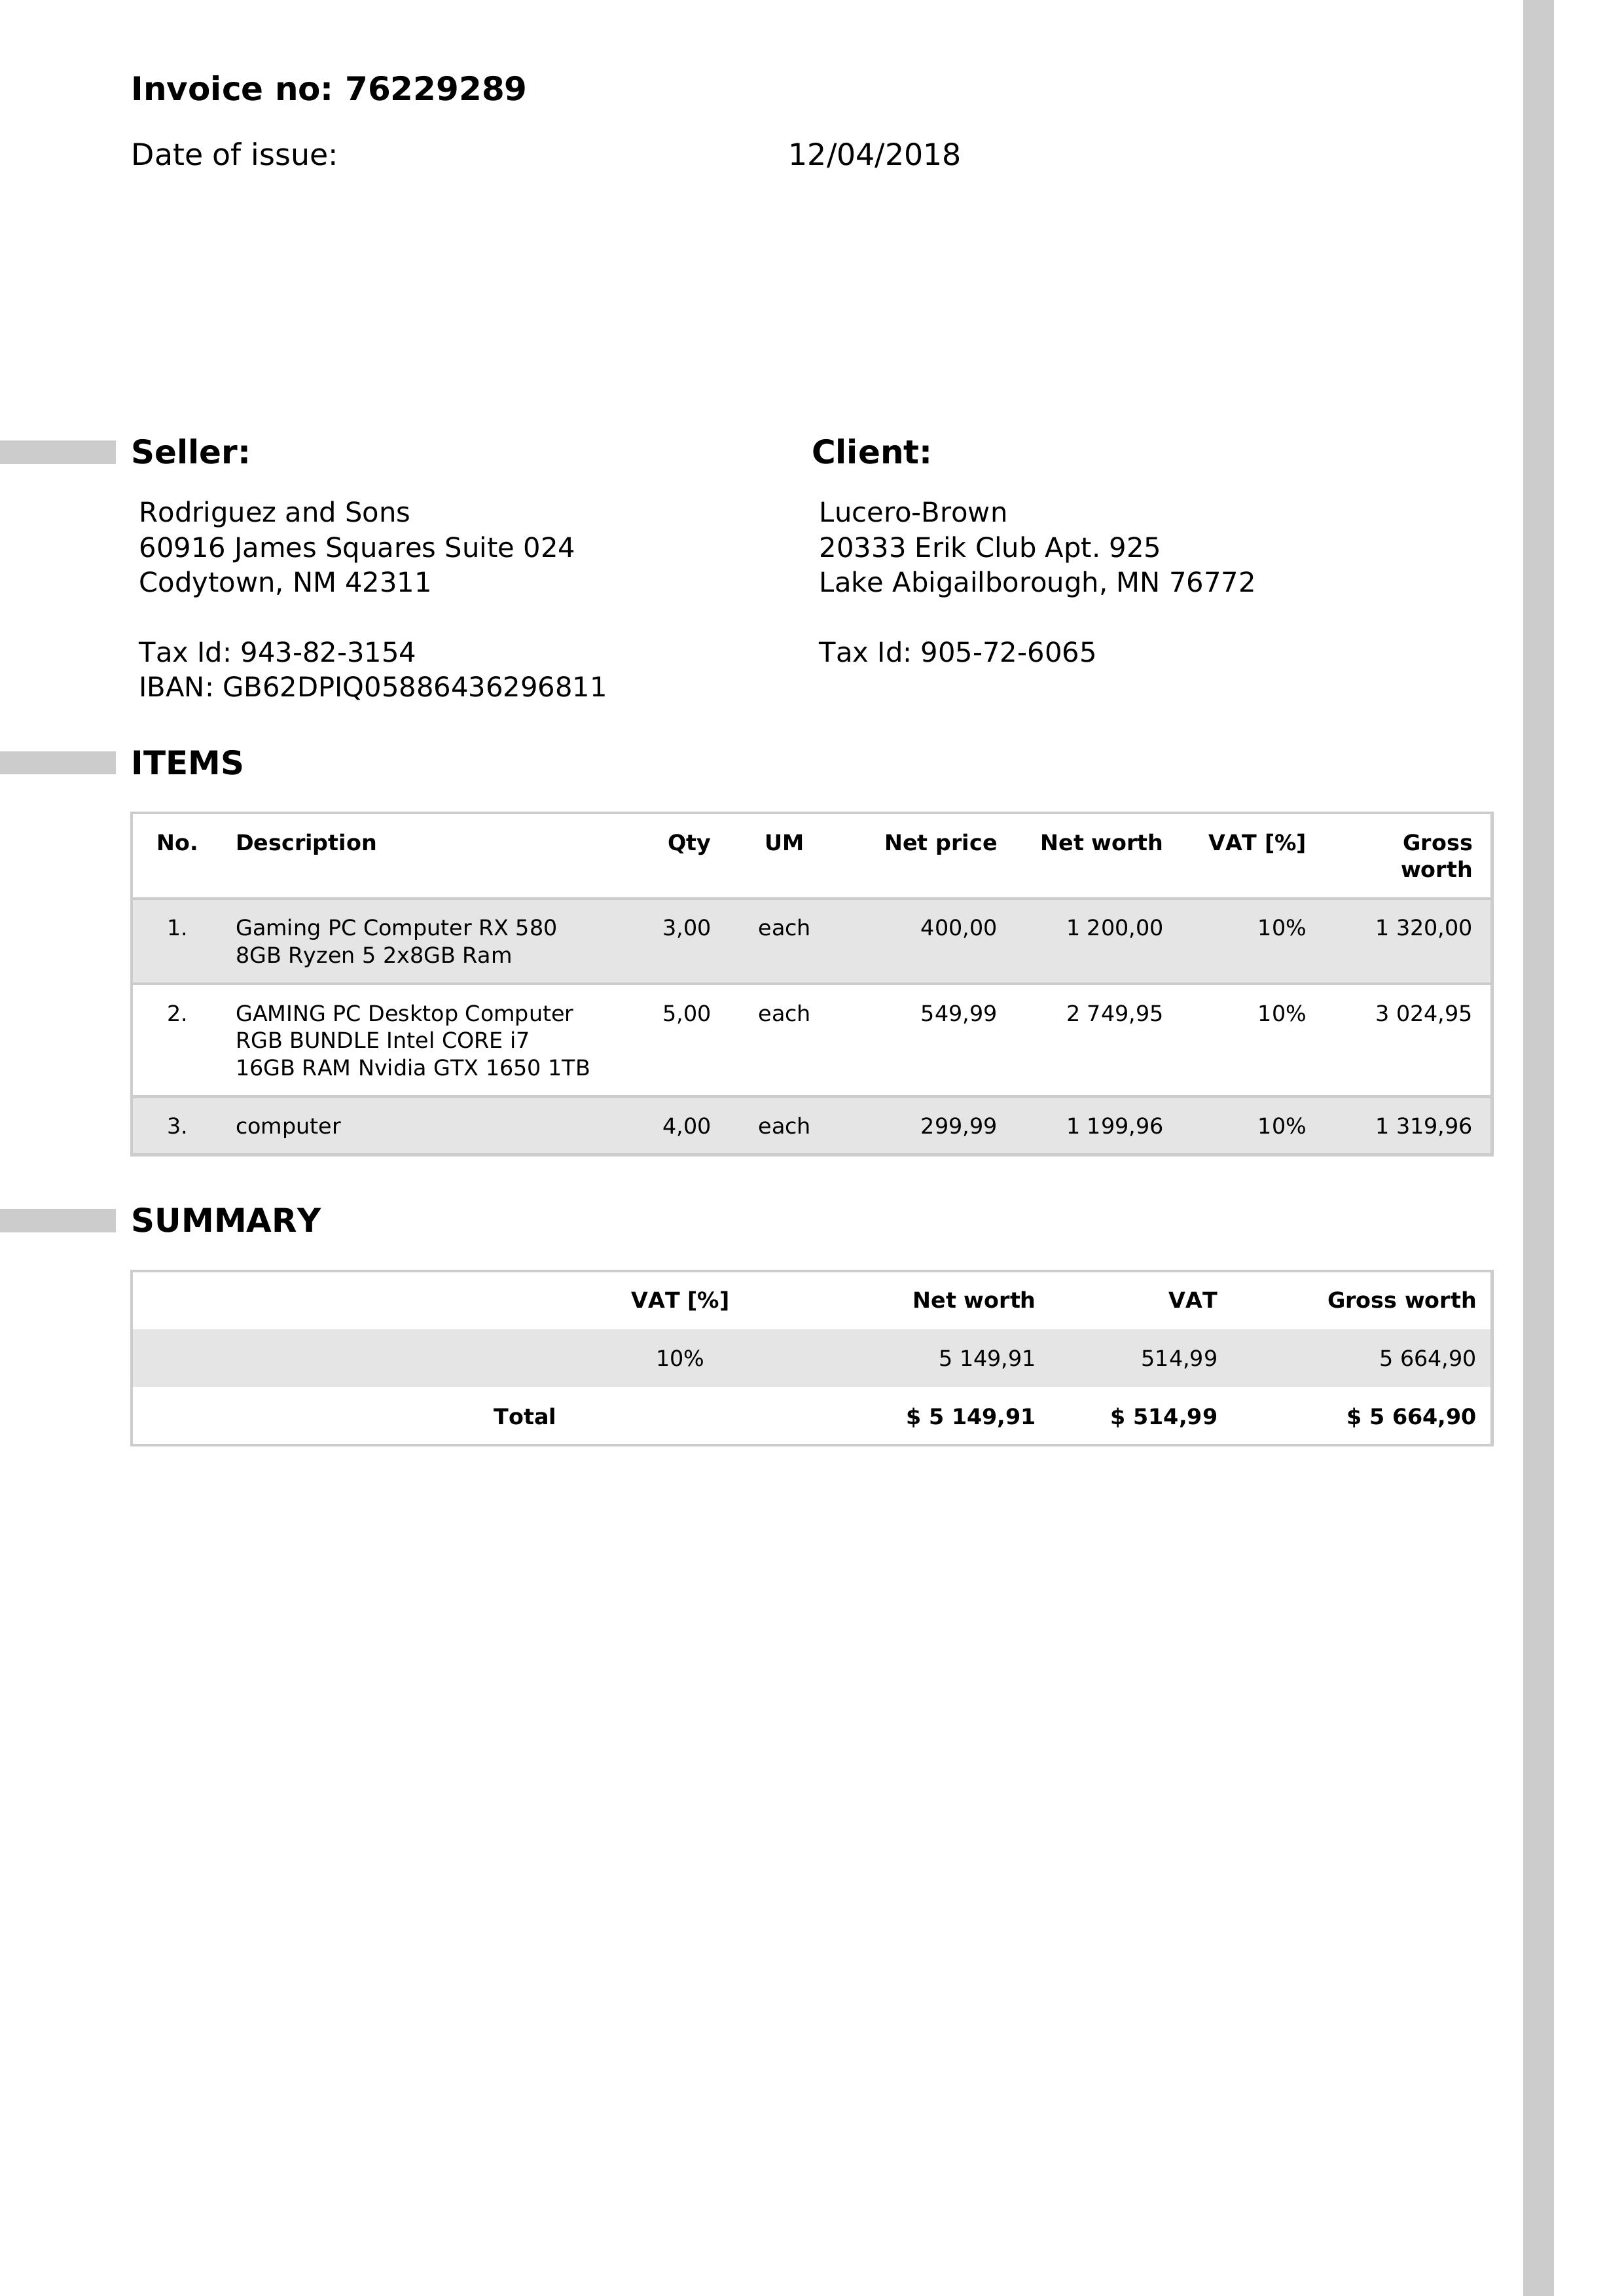 Invoice no: 76229289
Date of issue: 12/04/2018
Seller: Client:
Rodriguez and Sons
60916 James Squares Suite 024
Codytown, NM 42311
Tax Id: 943-82-3154
IBAN: GB62DPIQ05886436296811
Lucero-Brown
20333 Erik Club Apt. 925
Lake Abigailborough, MN 76772
Tax Id: 905-72-6065
ITEMS
No. Description Qty UM Net price Net worth VAT [%] Gross
worth
1. Gaming PC Computer RX 580 3,00 each 400,00 1 200,00 10% 1 320,00
8GB Ryzen 5 2x8GB Ram
2. GAMING PC Desktop Computer 5,00 each 549,99 2 749,95 10% 3 024,95
RGB BUNDLE Intel CORE i7
16GB RAM Nvidia GTX 1650 1TB
3. computer 4,00 each 299,99 1 199,96 10% 1 319,96
SUMMARY
VAT [%] Net worth VAT Gross worth
10% 5 149,91 514,99 5 664,90
Total $ 5 149,91 $ 514,99 $ 5 664,90